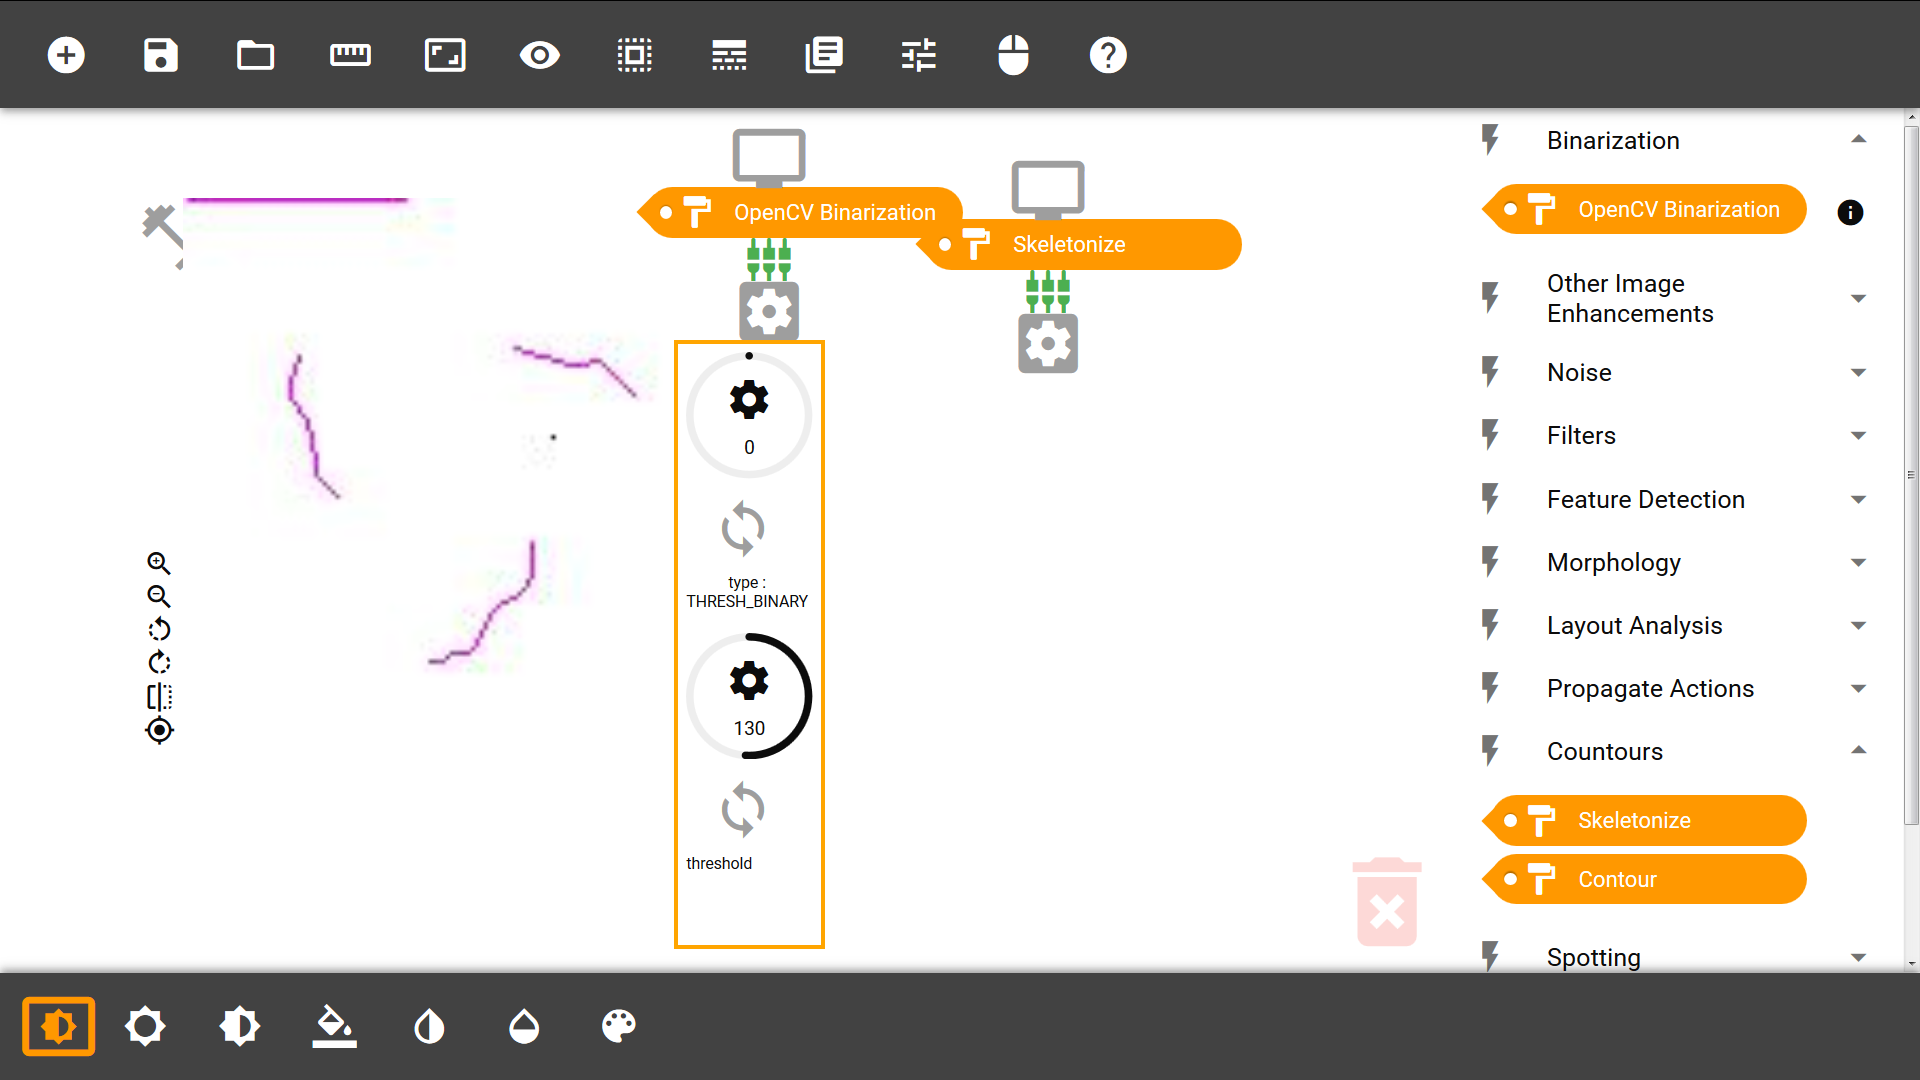 OpenCV Binarization
Skeletonize
0
type :
THRESH_BINARY
130
threshold
Binarization
OpenCV Binarization
Other Image
Enhancements
Noise
Filters
Feature Detection
Morphology
Layout Analysis
Propagate Actions
Countours
Skeletonize
Contour
Spotting